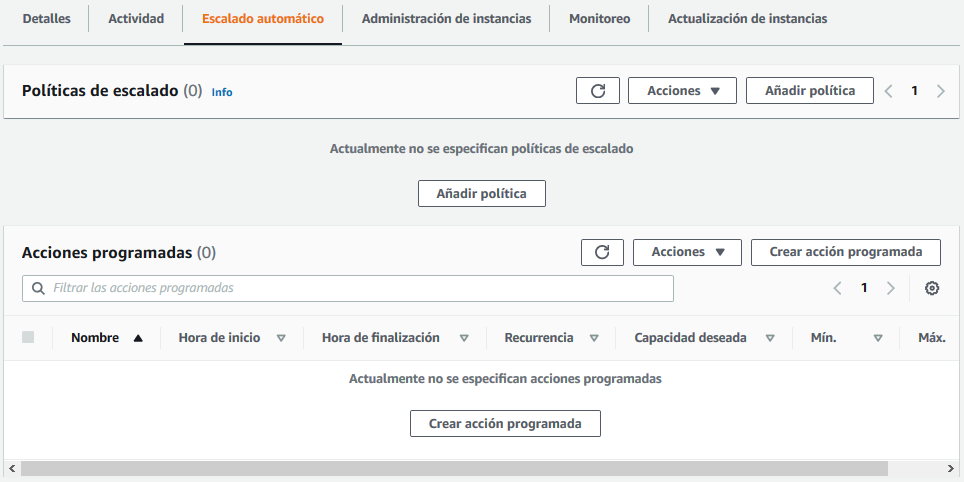 Detalles Actividad Escalado automático Administración de instancias Monitoreo Actualización de instancias
Políticas de escalado (0) Info Acciones Añadir política 1
Actualmente no se especifican políticas de escalado
Añadir política
Acciones programadas (0) Acciones Crear acción programada
Filtrar las acciones programadas 1
Nombre Hora de inicio Hora de finalización Recurrencia Capacidad deseada Mín. Máx.
Actualmente no se especifican acciones programadas
Crear acción programada